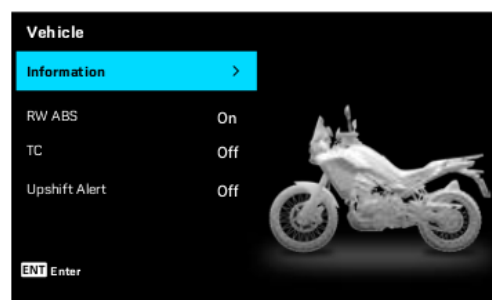 Vehicle
Information >
RW ABS On
TC Off
Upshift Alert Off
ENT Enter